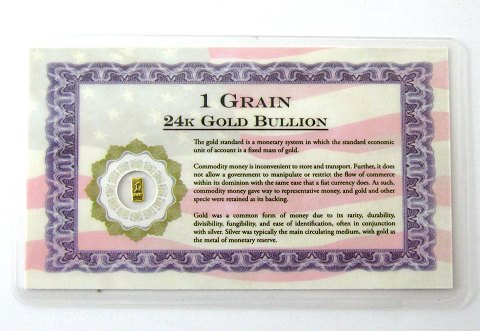 1 GRAIN
24K GOLD BULLION
The gold standard is a monetary system in which the standard economic
unit of account is a fixed mass of gold.
Commodity money is inconvenient to store and transport. Further, it does
not allow a government to manipulate or restrict the flow of commerce
within its dominion with the same ease that a fiat currency does. As such,
commodity money gave way to representative money, and gold and other
specie were retained as its backing.
Gold was a common form of money due to its rarity, durability,
divisibility, fungibility, and ease of identification, often in conjunction
with silver. Silver was typically the main circulating medium, with gold as
the metal of monetary reserve.